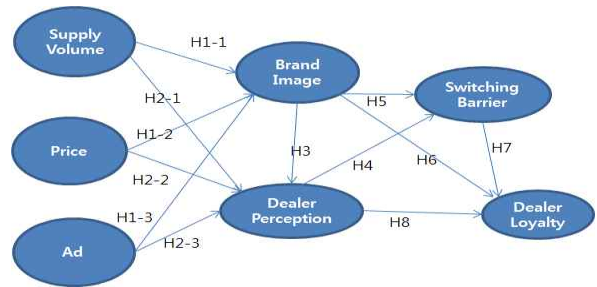 Supply
Volume
H1-1
Brand
Image
Switching
Barrier
H2-1
H5
H1-2
Price
H3
H4
H6
H7
H2-2
Dealer
Perception
H1-3
H8
Dealer
Loyalty
H2-3
Ad